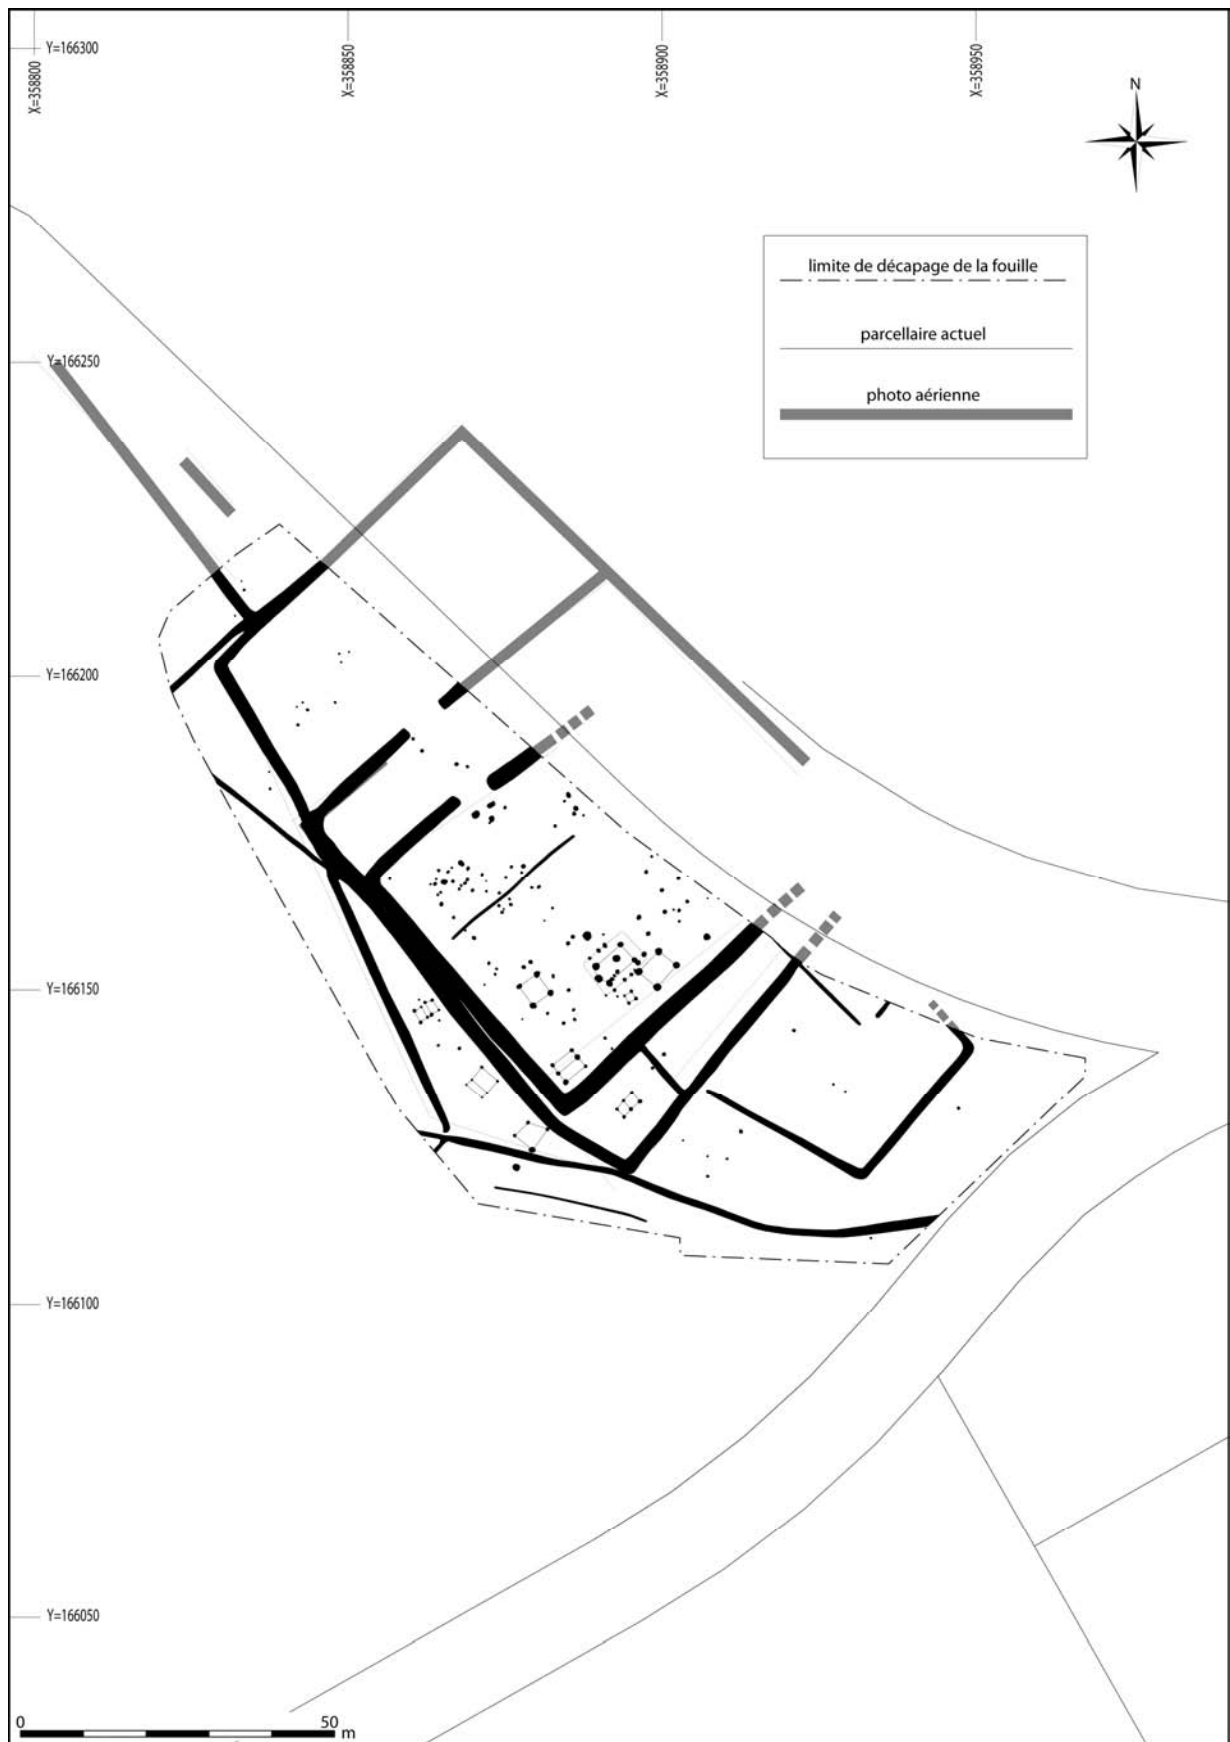 Y=166300
X=358800
X=358850
X=358900
X=358950
N
limite de décapage de la fouille
parcellaire actuel
photo aérienne
Y=166250
Y=166200
Y=166150
Y=166100
Y=166050
0 50 m